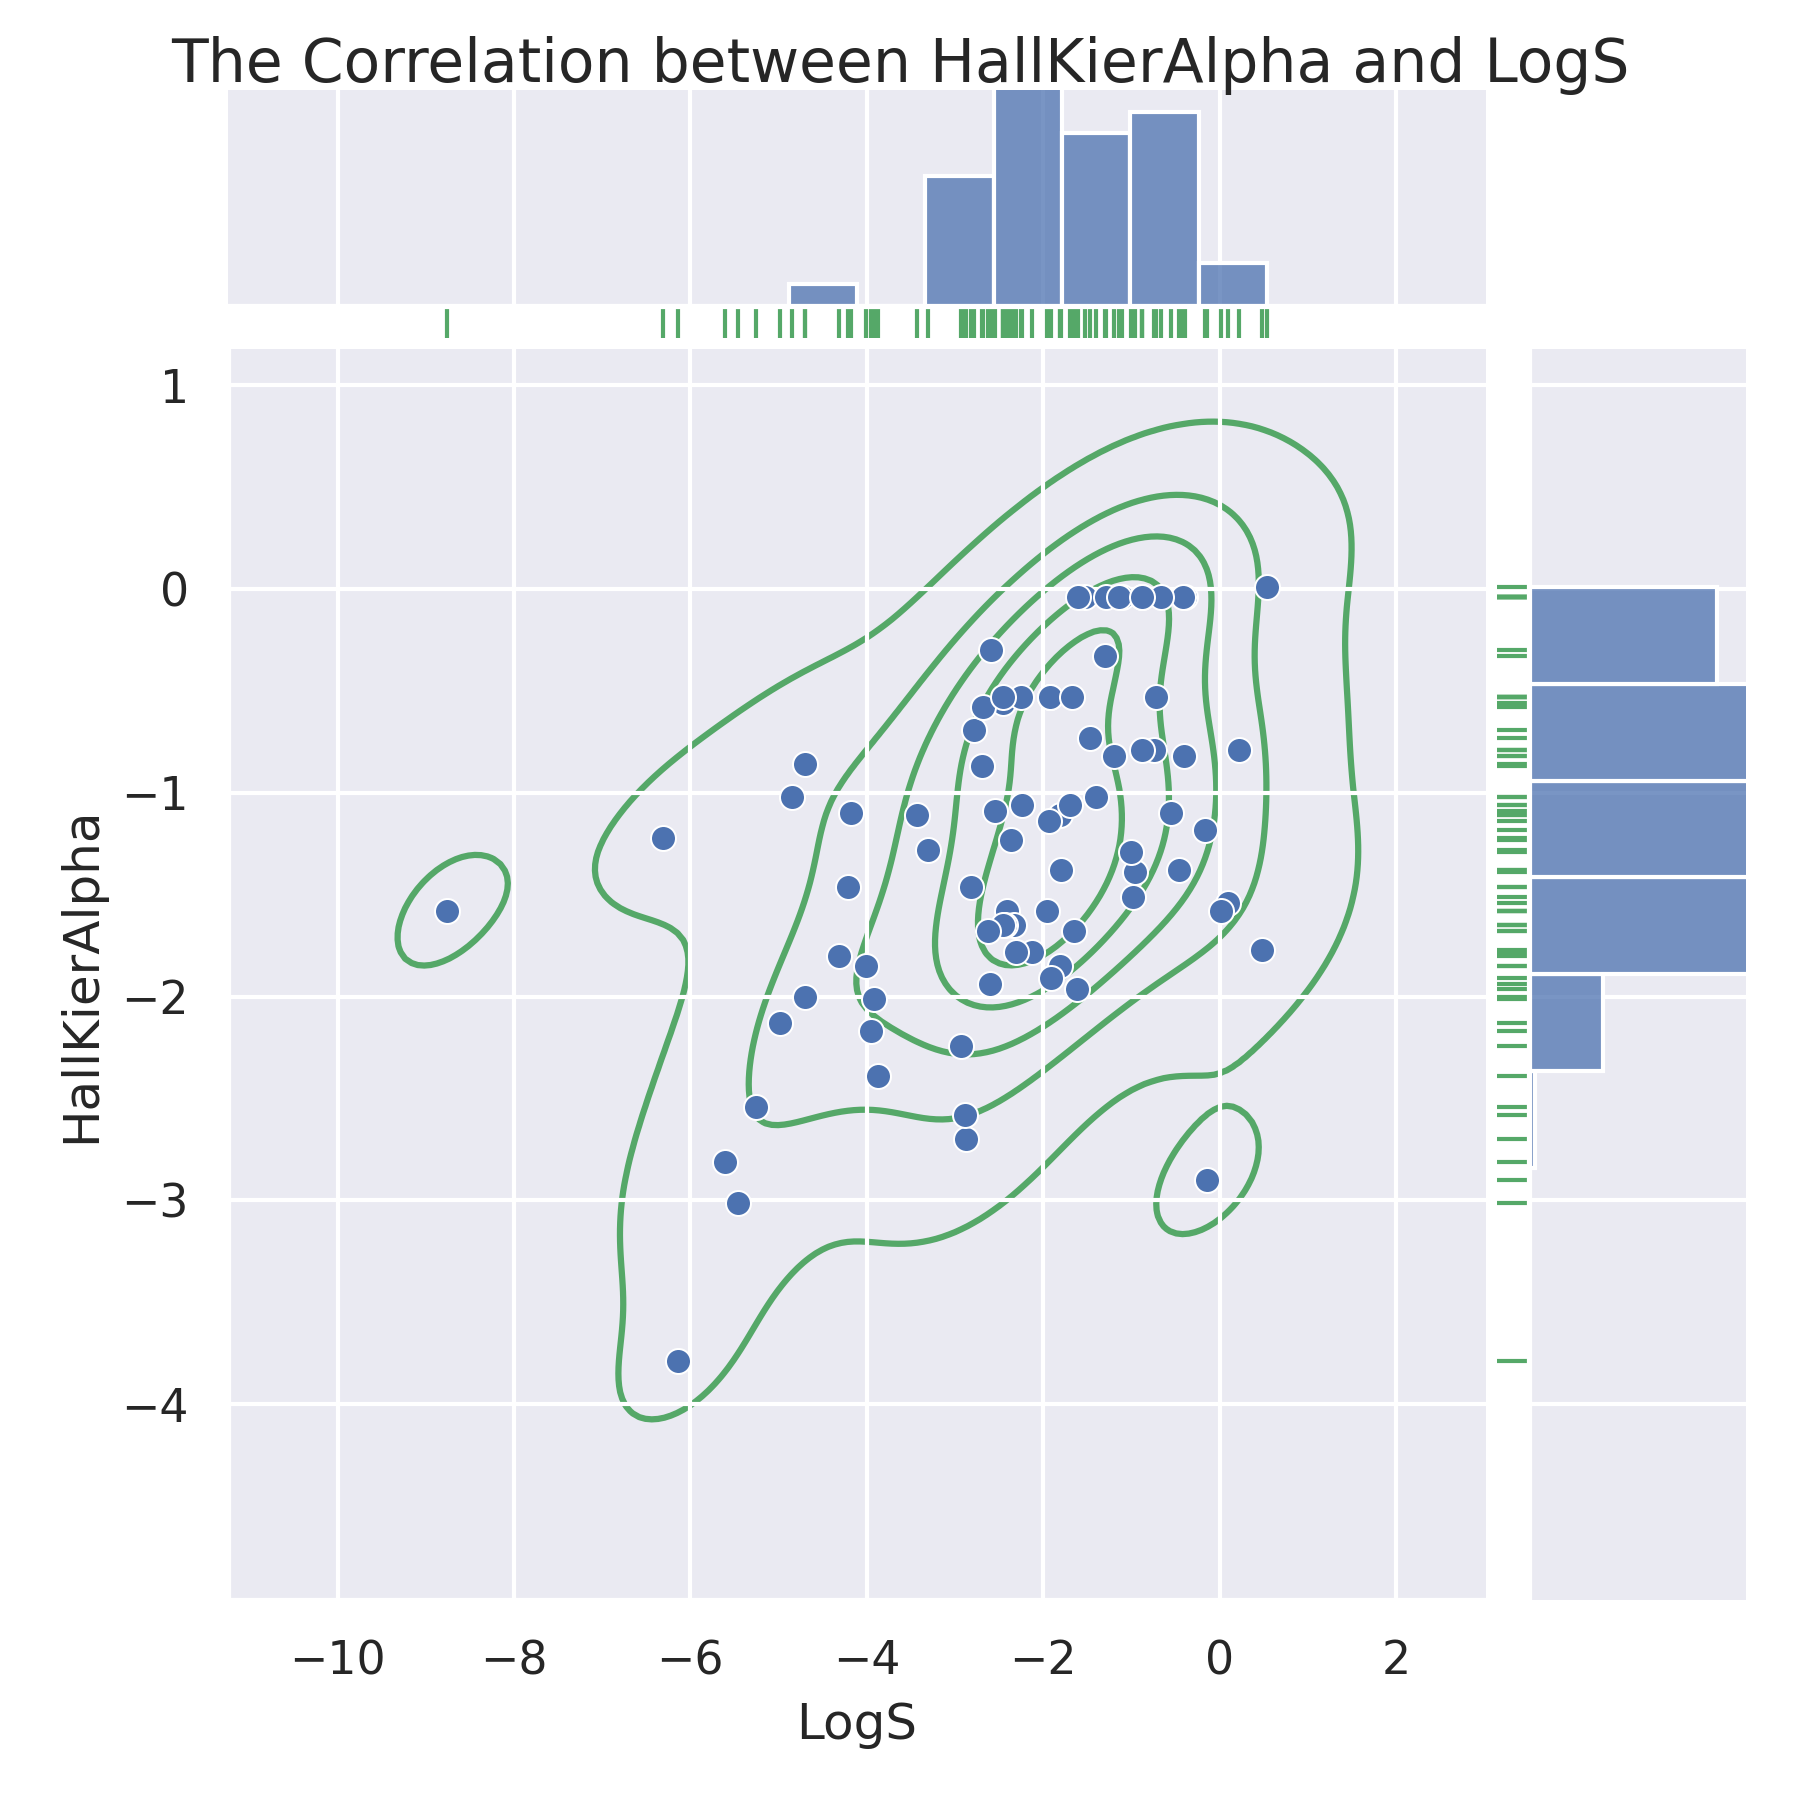 The Correlation between HallKierAlpha and LogS
1
0
−1
−2
−3
−4
HallKierAlpha
−10 −8 −6 −4 −2 0 2
LogS